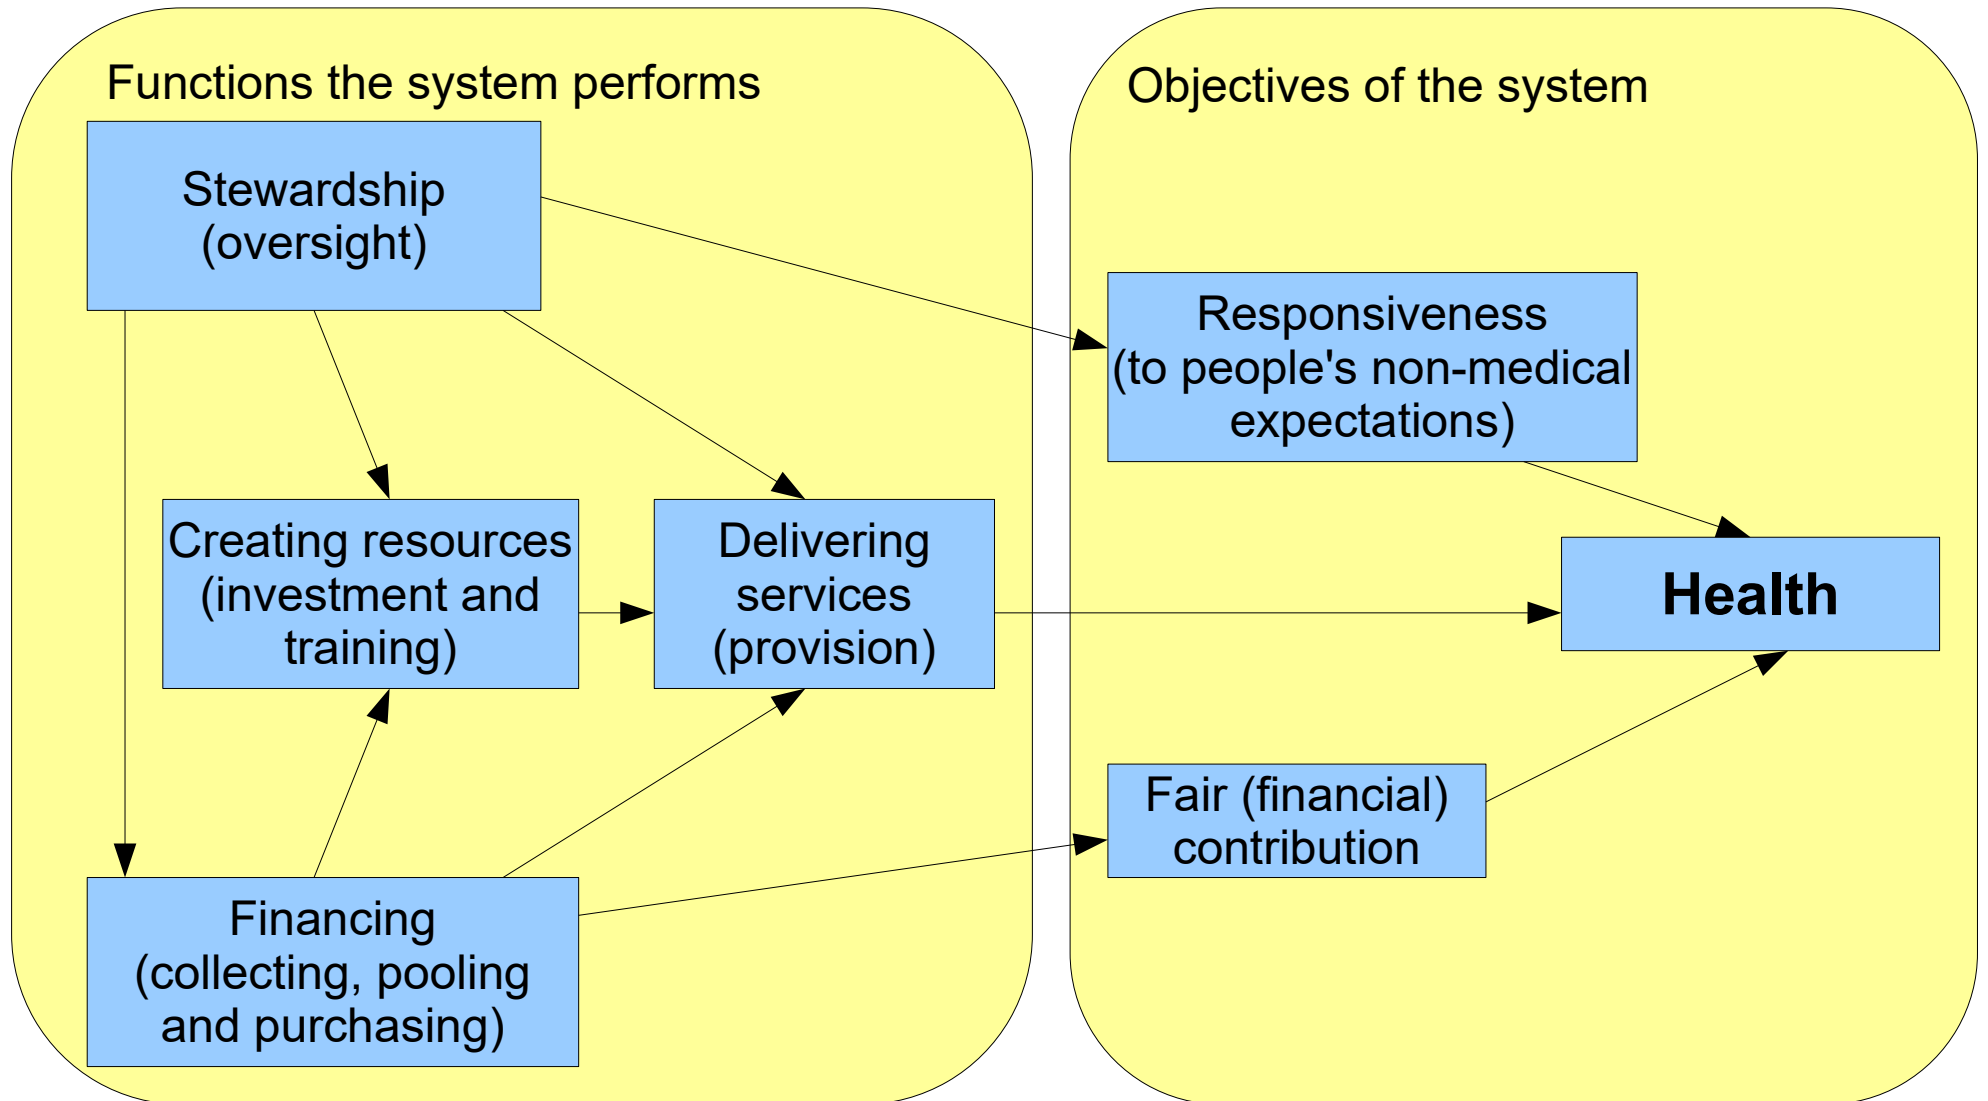 Functions the system performs
Stewardship
(oversight)
Creating resources
(investment and
training)
Delivering
services
(provision)
Financing
(collecting, pooling
and purchasing)
Objectives of the system
Responsiveness
(to people's non-medical
expectations)
Health
Fair (financial)
contribution